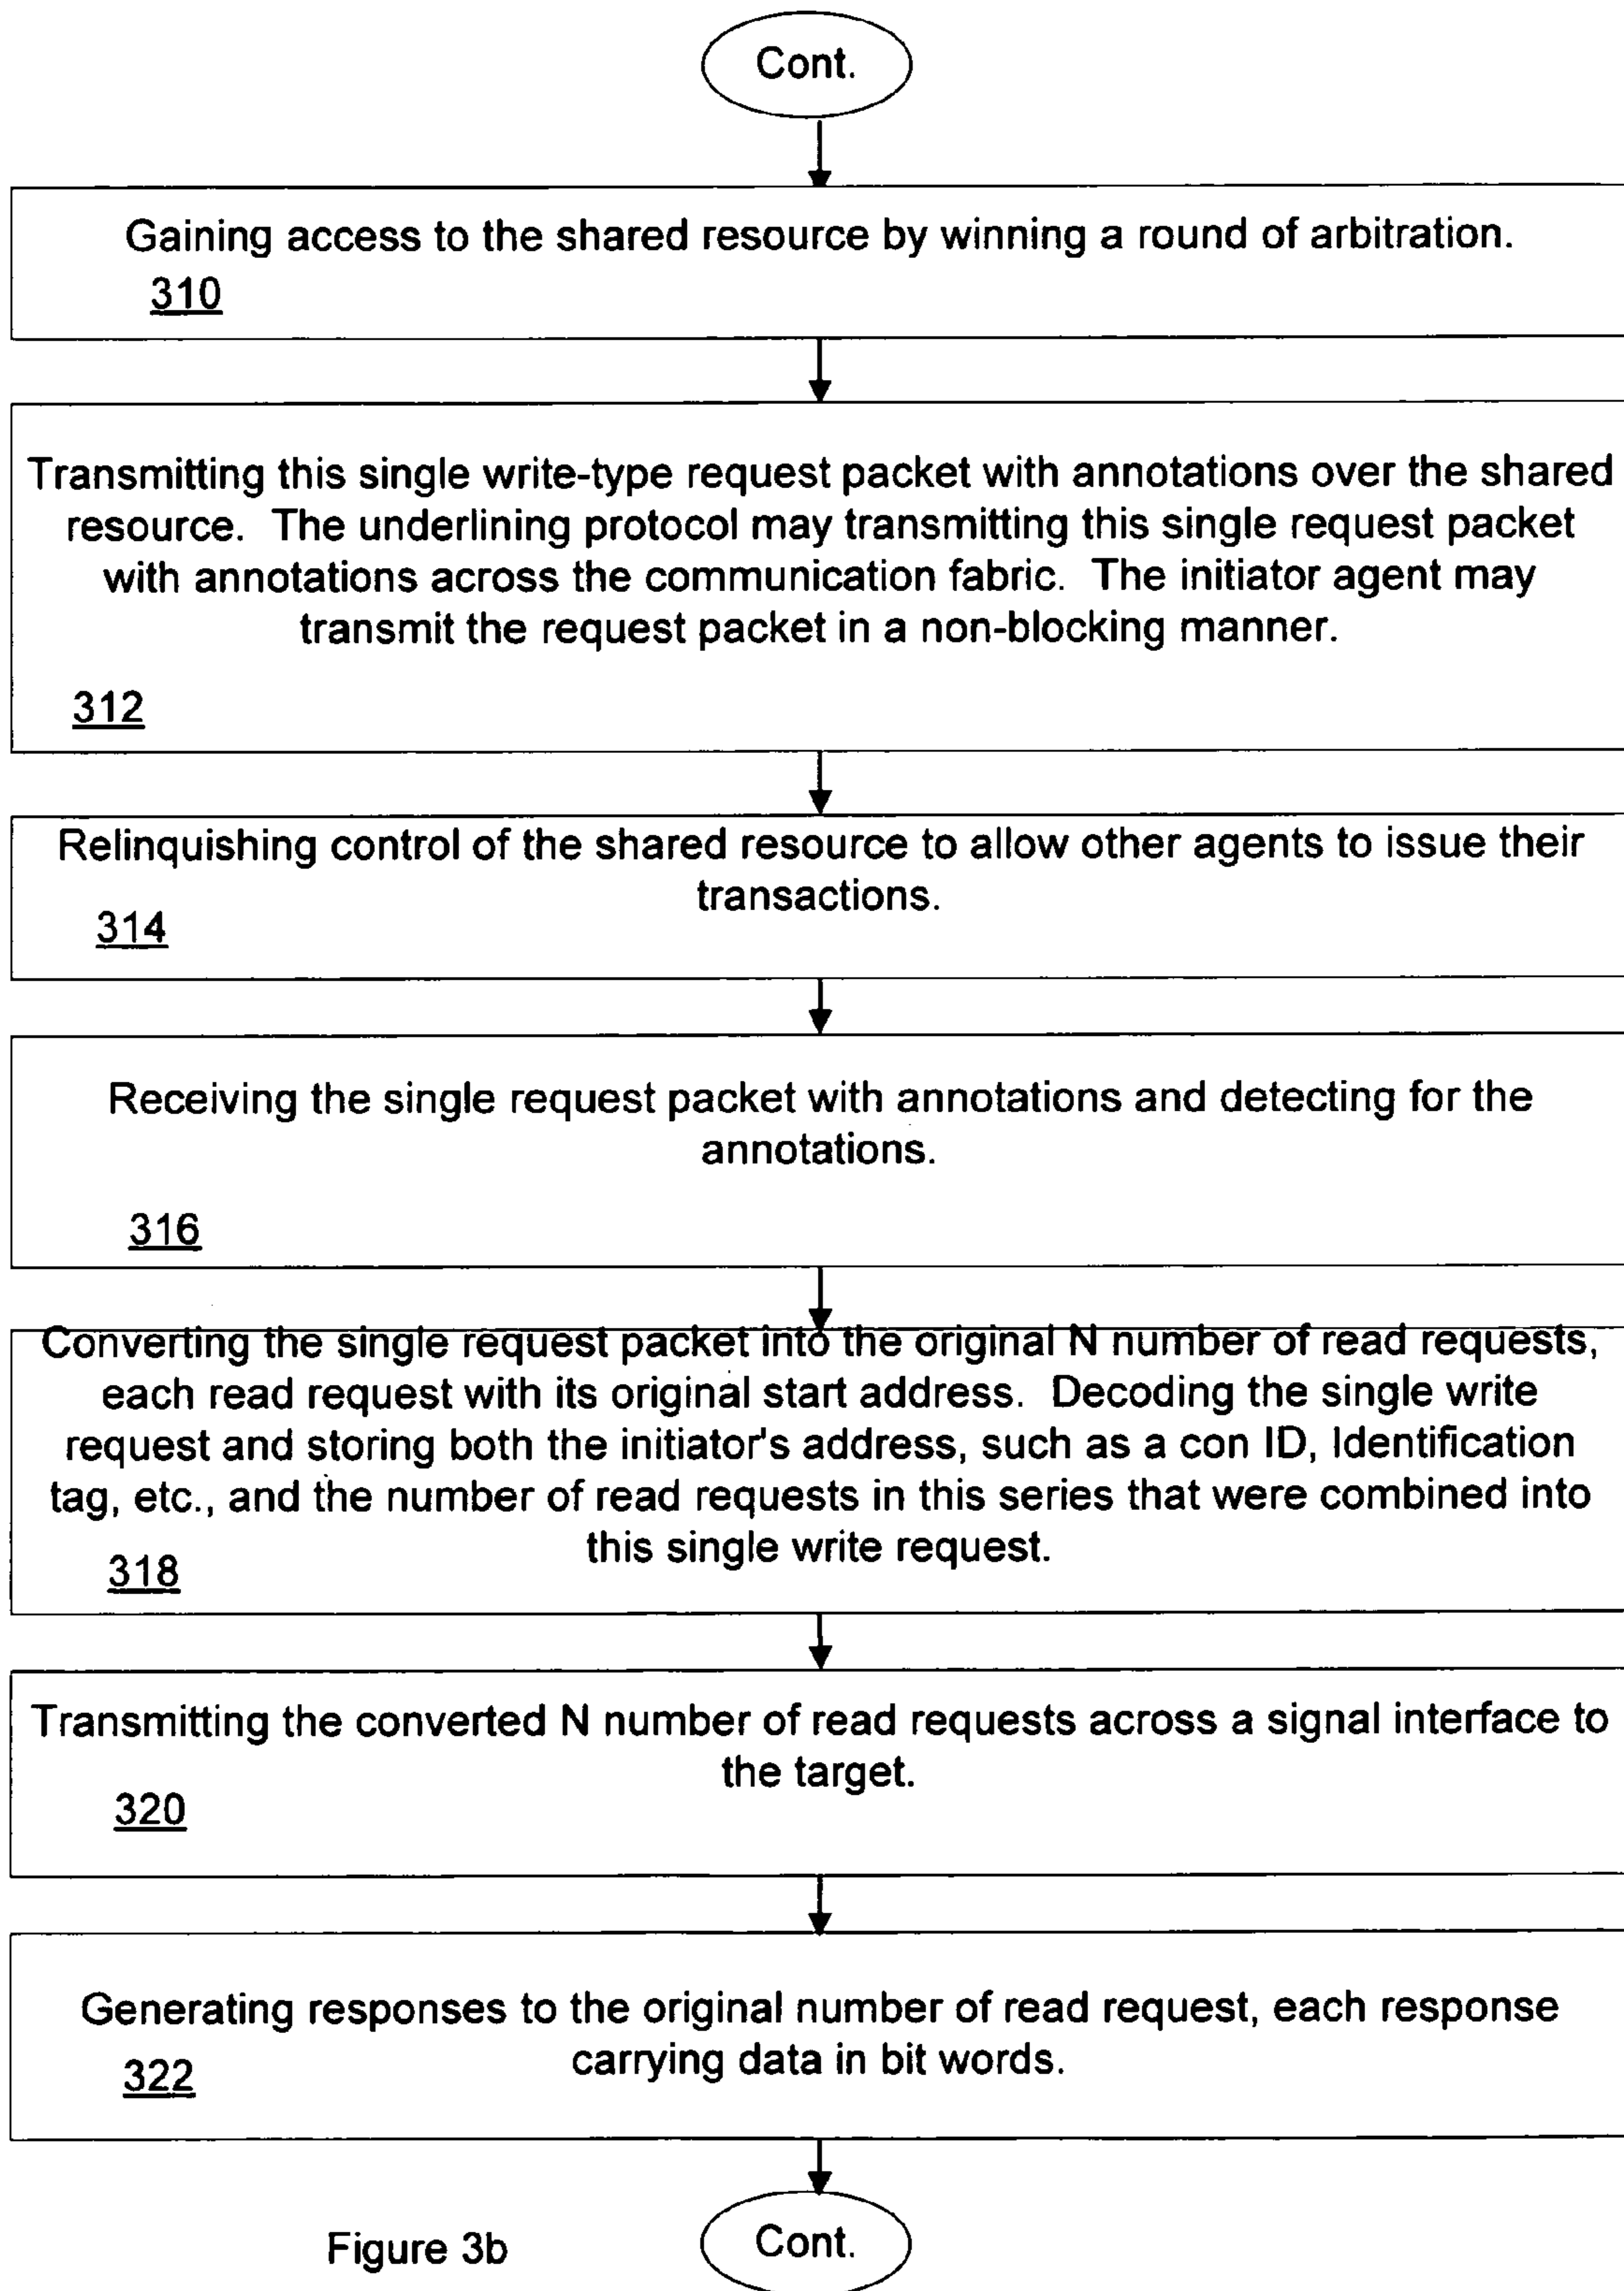 Cont.
Gaining access to the shared resource by winning a round of arbitration.
310
Transmitting this single write-type request packet with annotations over the shared
resource. The underlining protocol may transmitting this single request packet
with annotations across the communication fabric. The initiator agent may
transmit the request packet in a non-blocking manner.
312
Relinquishing control of the shared resource to allow other agents to issue their
transactions.
314
Receiving the single request packet with annotations and detecting for the
annotations.
316
Converting the single request packet into the original N number of read requests,
each read request with its original start address. Decoding the single write
request and storing both the initiator's address, such as a con ID, Identification
tag, etc., and the number of read requests in this series that were combined into
this single write request.
318
Transmitting the converted N number of read requests across a signal interface to
the target.
320
Generating responses to the original number of read request, each response
carrying data in bit words.
322
Cont.
Figure 3b